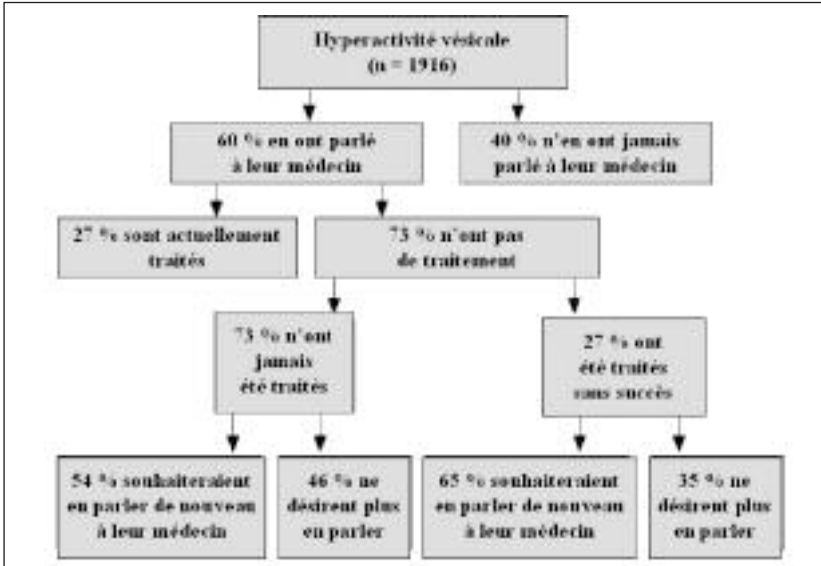 Hyperactivité vésicale
(n = 1916)
60 % en ont parlé
à leur médecin
40 % n'en ont jamais
parlé à leur médecin
27 % sont actuellement
traités
73 % n'ont pas
de traitement
73 % n'ont
jamais
été traités
27 % ont
été traités
sans succès
54 % souhaiteraient
en parler de nouveau
à leur médecin
46 % ne
désirent plus
en parler
65 % souhaiteraient
en parler de nouveau
à leur médecin
35 % ne
désirent plus
en parler